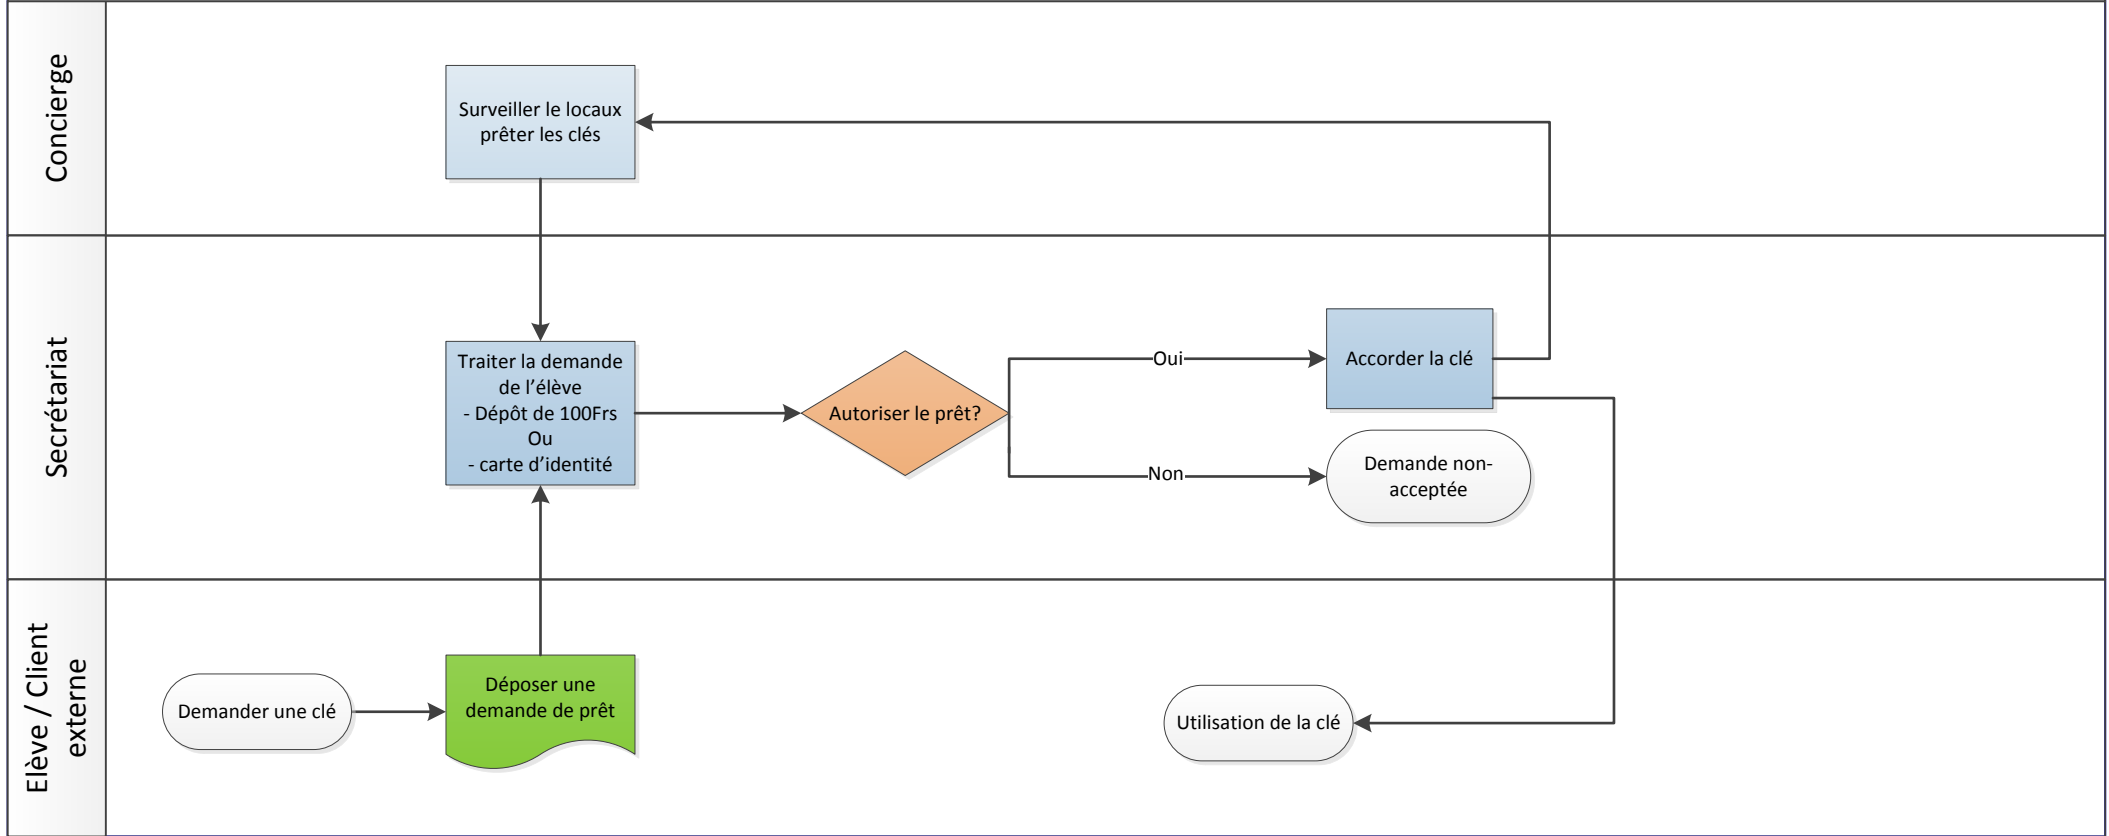 Concierge
Surveiller le locaux
prêter les clés
Secrétariat
Traiter la demande
de l’élève
- Dépôt de 100Frs
Ou
- carte d’identité
Autoriser le prêt?
Oui
Non
Accorder la clé
Demande non-
acceptée
Elève / Client
externe
Demander une clé
Déposer une
demande de prêt
Utilisation de la clé